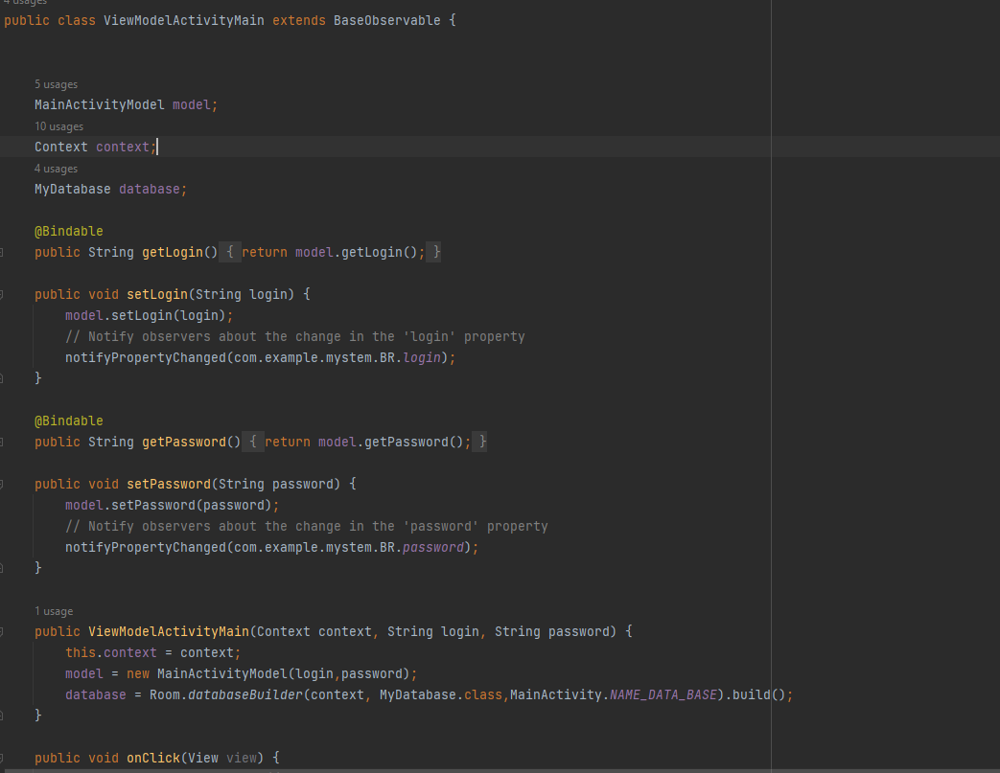 4 usages
public class ViewModelActivityMain extends BaseObservable {
5 usages
MainActivityModel model;
10 usages
Context context;
4 usages
MyDatabase database;
@Bindable
public String getLogin() { return model.getLogin(); }
public void setLogin(String login) {
model.setLogin(login);
// Notify observers about the change in the 'login' property
notifyPropertyChanged(com.example.mystem.BR.login);
}
@Bindable
public String getPassword() { return model.getPassword(); }
public void setPassword(String password) {
model.setPassword(password);
// Notify observers about the change in the 'password' property
notifyPropertyChanged(com.example.mystem.BR.password);
}
1 usage
public ViewModelActivityMain(Context context, String login, String password) {
this.context = context;
model = new MainActivityModel(login,password);
database = Room.databaseBuilder(context, MyDatabase.class,MainActivity.NAME_DATA_BASE).build();
}
public void onClick(View view) {